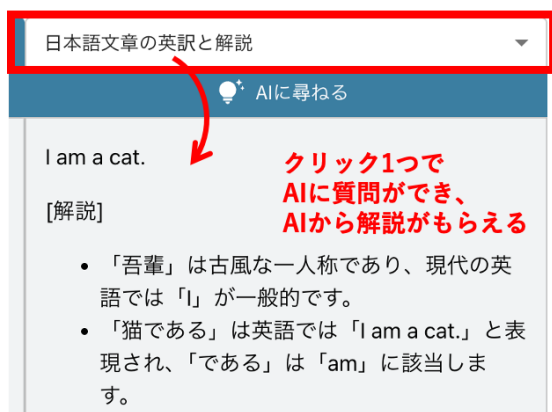 日本語文章の英訳と解説
AIに尋ねる
I am a cat.
クリック1つで
AIに質問ができ、
AIから解説がもらえる
[解説]
• 「吾輩」は古風な一人称であり、現代の英
語では「I」が一般的です。
• 「猫である」は英語では「I am a cat.」と表
現され、「である」は「am」に該当しま
す。